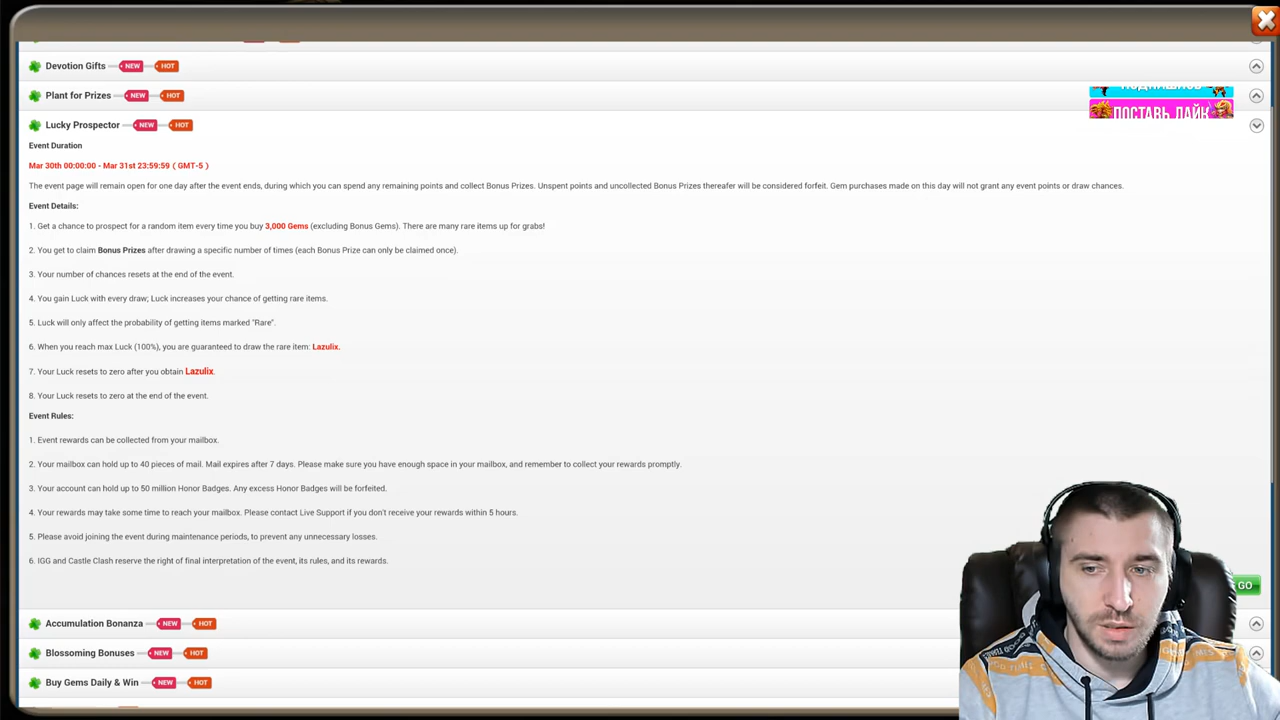 Devotion Gifts NEW HOT
Plant for Prizes NEW HOT
ПОСТАВЬ ЛАЙК
Lucky Prospector NEW HOT
Event Duration
Mar 30th 00:00:00 - Mar 31st 23:59:59 ( GMT-5 )
The event page will remain open for one day after the event ends, during which you can spend any remaining points and collect Bonus Prizes. Unspent points and uncollected Bonus Prizes thereafer will be considered forfeit. Gem purchases made on this day will not grant any event points or draw chances.
Event Details:
1. Get a chance to prospect for a random item every time you buy 3,000 Gems (excluding Bonus Gems). There are many rare items up for grabs!
2. You get to claim Bonus Prizes after drawing a specific number of times (each Bonus Prize can only be claimed once).
3. Your number of chances resets at the end of the event.
4. You gain Luck with every draw; Luck increases your chance of getting rare items.
5. Luck will only affect the probability of getting items marked "Rare".
6. When you reach max Luck (100%), you are guaranteed to draw the rare item: Lazulix.
7. Your Luck resets to zero after you obtain Lazulix.
8. Your Luck resets to zero at the end of the event.
Event Rules:
1. Event rewards can be collected from your mailbox.
2. Your mailbox can hold up to 40 pieces of mail. Mail expires after 7 days. Please make sure you have enough space in your mailbox, and remember to collect your rewards promptly.
3. Your account can hold up to 50 million Honor Badges. Any excess Honor Badges will be forfeited.
4. Your rewards may take some time to reach your mailbox. Please contact Live Support if you don't receive your rewards within 5 hours.
5. Please avoid joining the event during maintenance periods, to prevent any unnecessary losses.
6. IGG and Castle Clash reserve the right of final interpretation of the event, its rules, and its rewards.
GO
Accumulation Bonanza NEW HOT
Blossoming Bonuses NEW HOT
Buy Gems Daily & Win NEW HOT